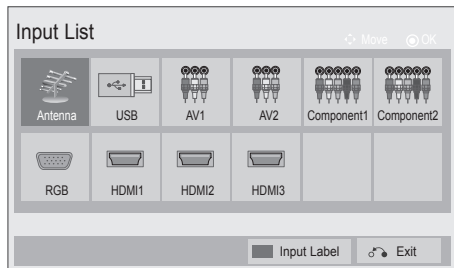 Input List
Move OK
Antenna USB AV1 AV2 Component1 Component2
RGB HDMI1 HDMI2 HDMI3
Input Label Exit